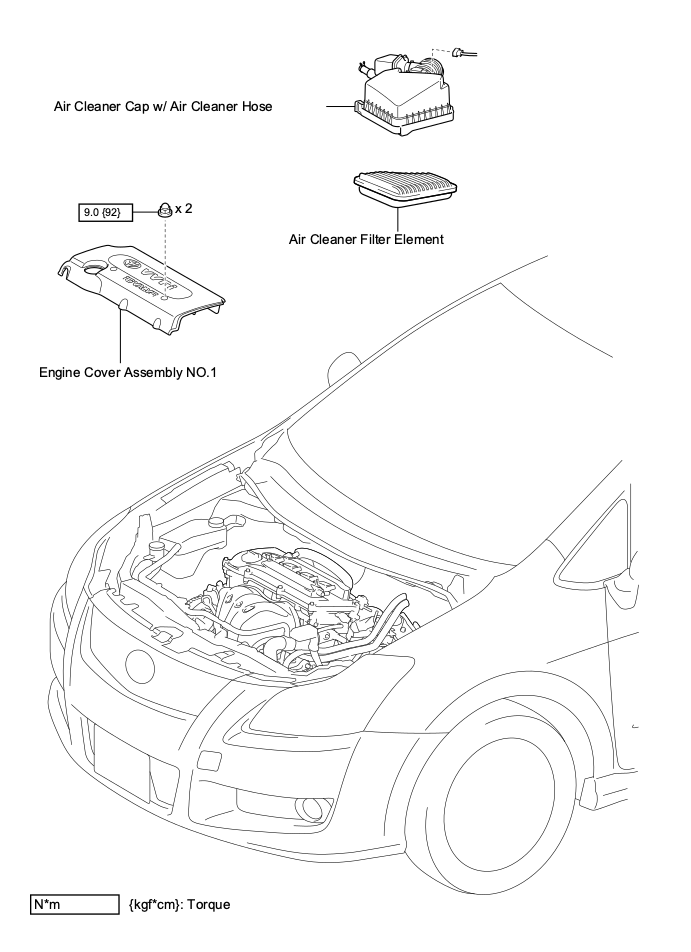 Air Cleaner Cap w/ Air Cleaner Hose
9.0 {92}
x 2
Air Cleaner Filter Element
Engine Cover Assembly NO.1
N*m
{kgf*cm}: Torque